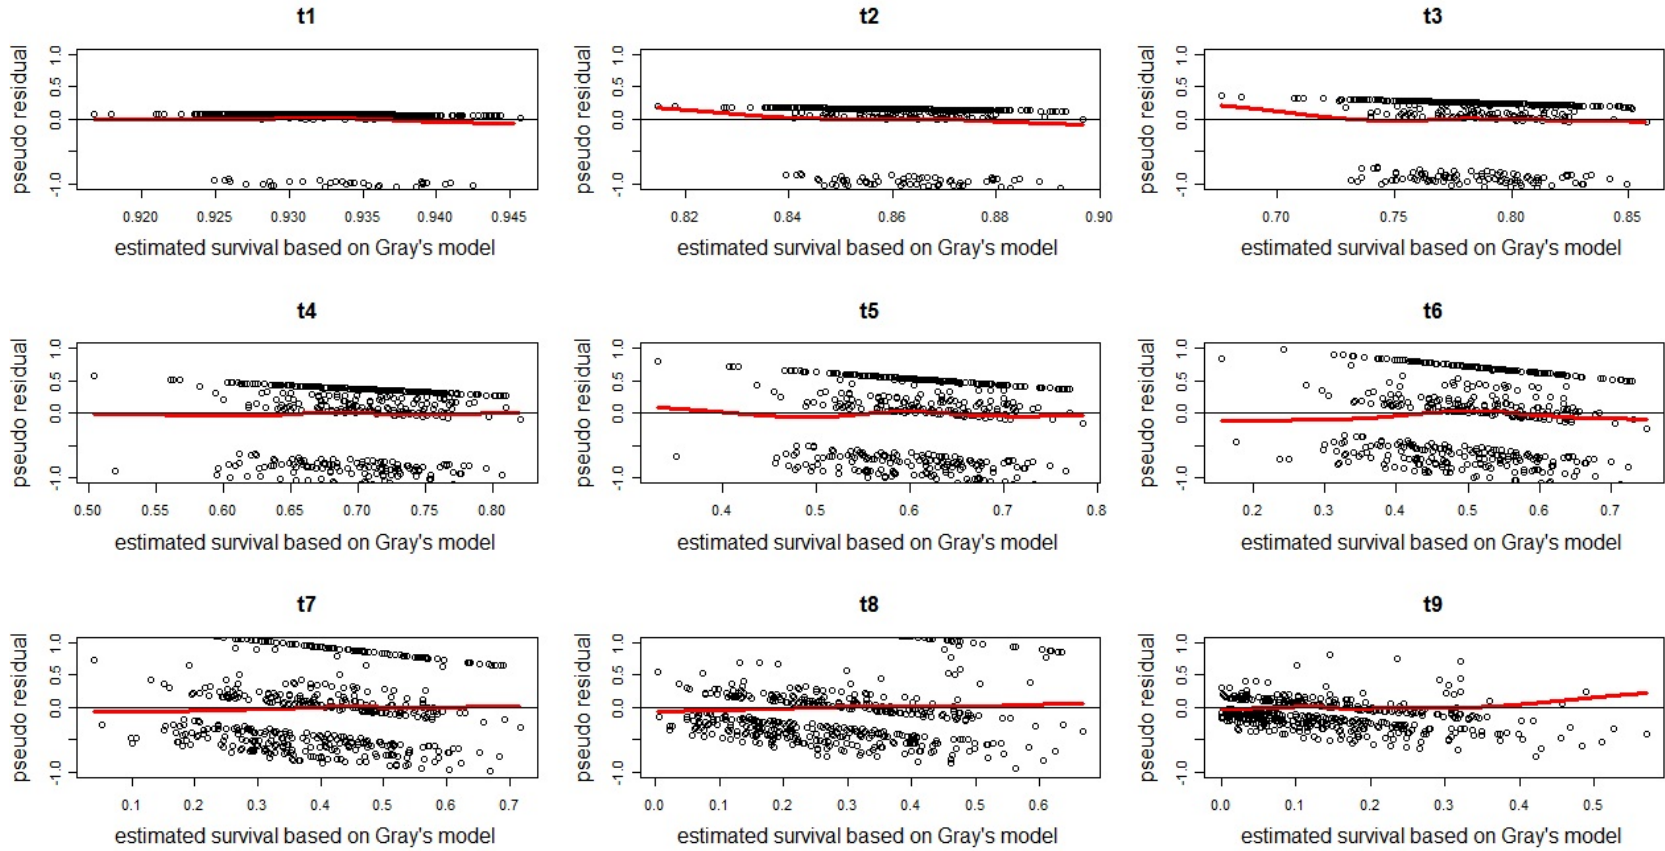 t1
t2
t3
pseudo residual
1.0
0.5
0.0
-1.0
pseudo residual
1.0
0.5
0.0
-1.0
pseudo residual
1.0
0.5
0.0
-1.0
0.920 0.925 0.930 0.935 0.940 0.945
0.82 0.84 0.86 0.88 0.90
0.70 0.75 0.80 0.85
estimated survival based on Gray's model
estimated survival based on Gray's model
estimated survival based on Gray's model
t4
t5
t6
pseudo residual
1.0
0.5
0.0
-1.0
pseudo residual
1.0
0.5
0.0
-1.0
pseudo residual
1.0
0.5
0.0
-1.0
0.50 0.55 0.60 0.65 0.70 0.75 0.80
0.4 0.5 0.6 0.7 0.8
0.2 0.3 0.4 0.5 0.6 0.7
estimated survival based on Gray's model
estimated survival based on Gray's model
estimated survival based on Gray's model
t7
t8
t9
pseudo residual
1.0
0.5
0.0
-1.0
pseudo residual
1.0
0.5
0.0
-1.0
pseudo residual
1.0
0.5
0.0
-1.0
0.1 0.2 0.3 0.4 0.5 0.6 0.7
0.0 0.1 0.2 0.3 0.4 0.5 0.6
0.0 0.1 0.2 0.3 0.4 0.5
estimated survival based on Gray's model
estimated survival based on Gray's model
estimated survival based on Gray's model